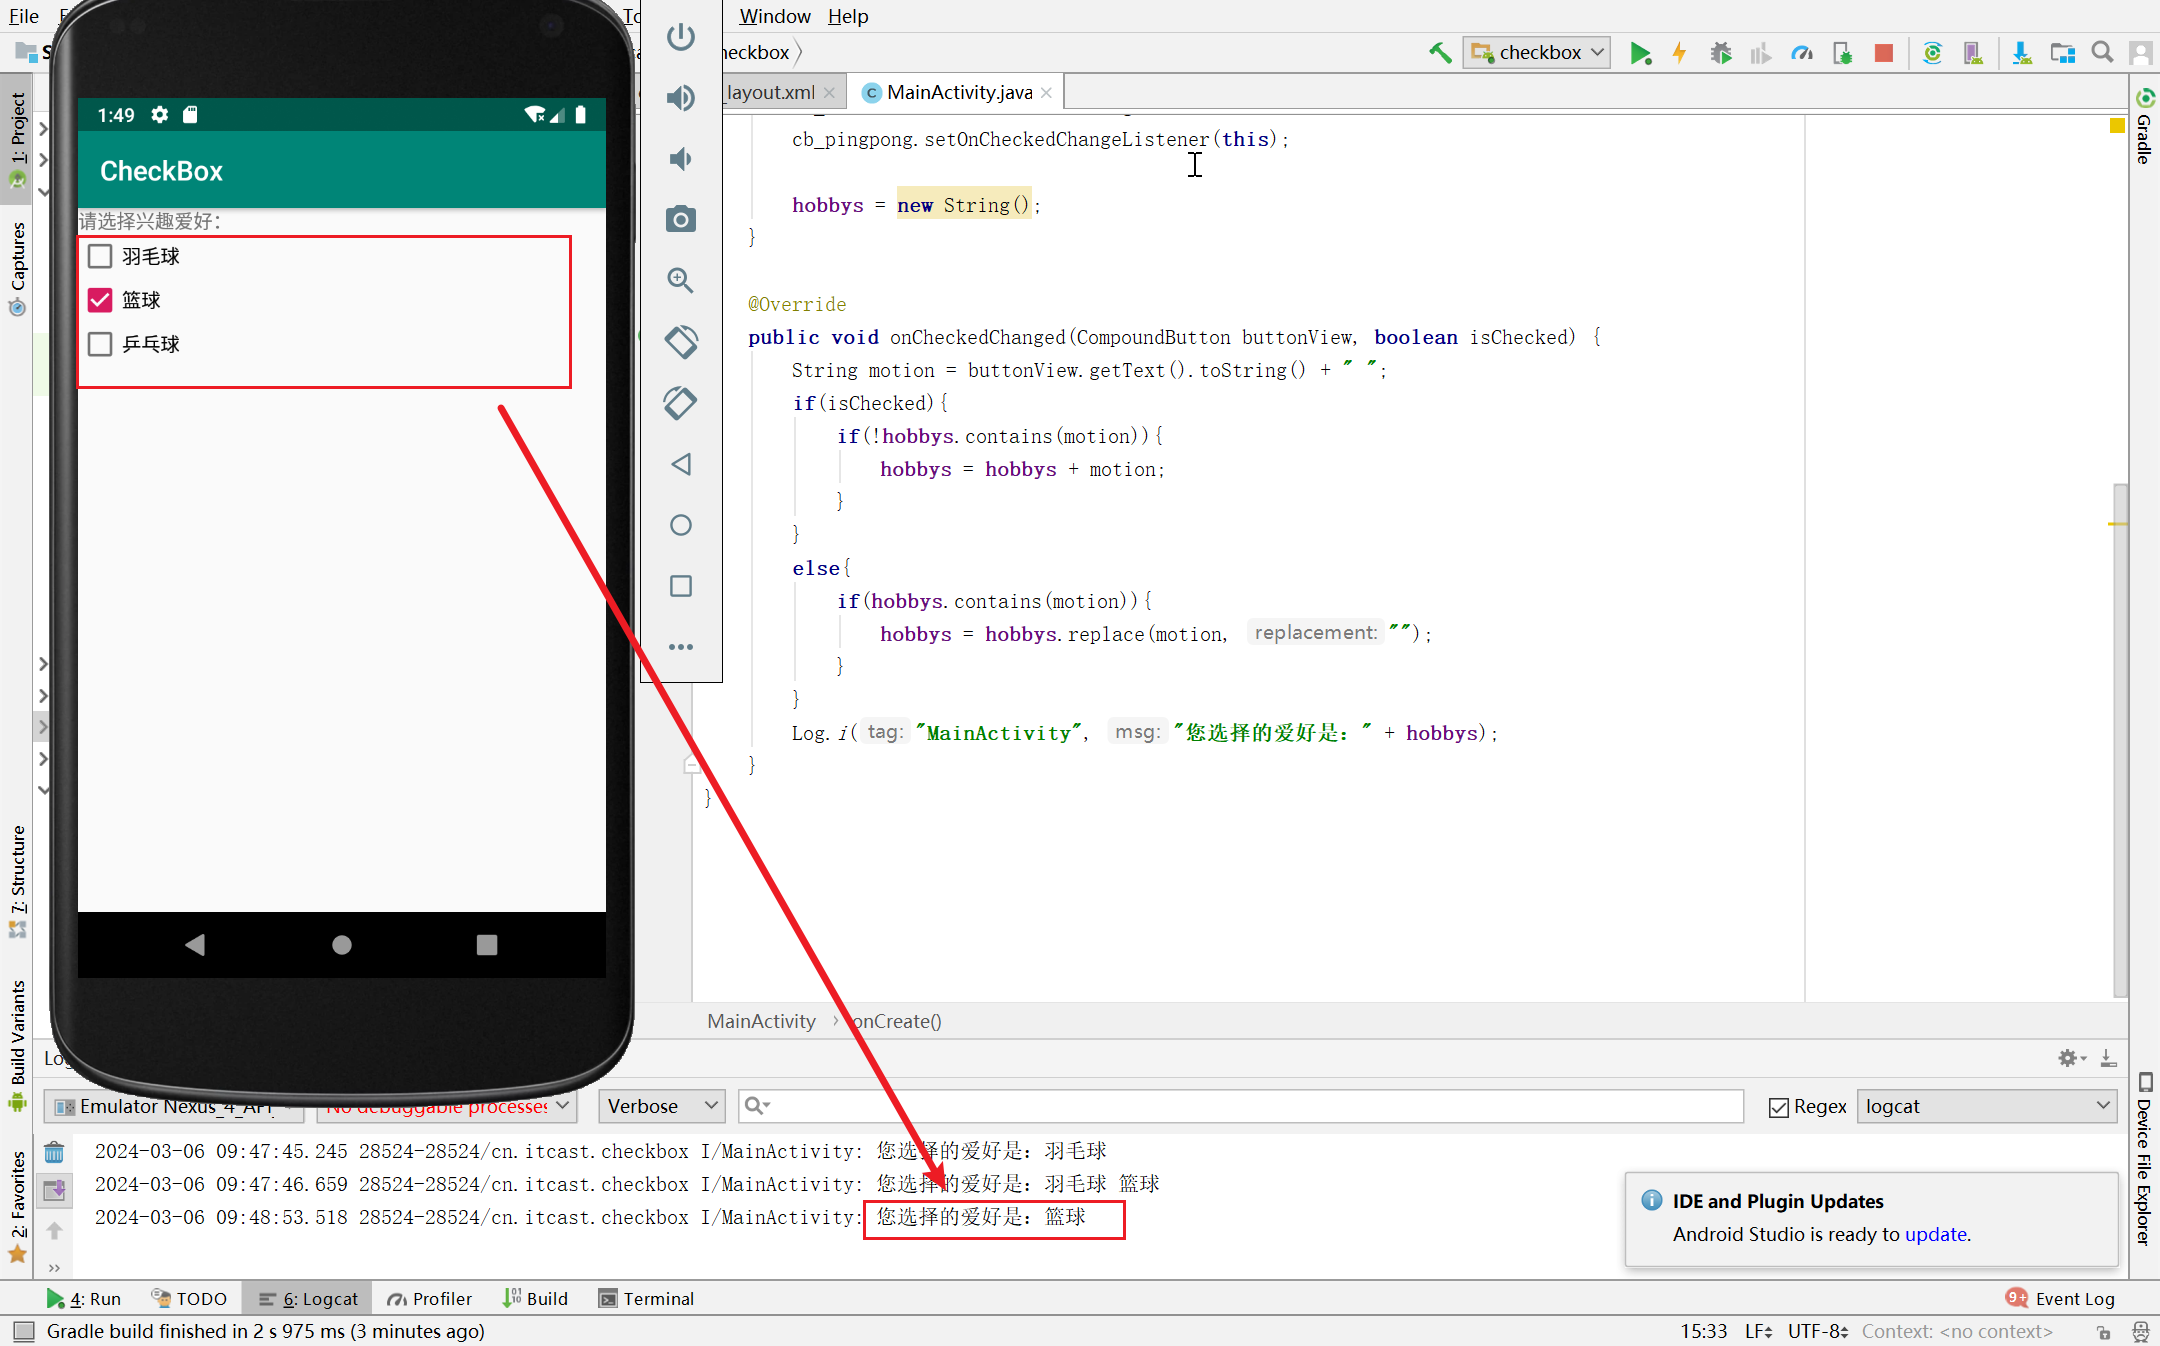 File
Window Help
checkbox
_layout.xml
MainActivity.java
1: Project
Captures
7: Structure
Build Variants
2: Favorites
Gradle
Device File Explorer
1:49
CheckBox
请选择兴趣爱好：
羽毛球
篮球
乒乓球
cb_pingpong.setOnCheckedChangeListener(this);
hobbys = new String();
}
@Override
public void onCheckedChanged(CompoundButton buttonView, boolean isChecked) {
String motion = buttonView.getText().toString() + " ";
if(isChecked){
if(!hobbys.contains(motion)){
hobbys = hobbys + motion;
}
}
else{
if(hobbys.contains(motion)){
hobbys = hobbys.replace(motion, replacement: "");
}
}
Log.i( tag: "MainActivity", msg: "您选择的爱好是：" + hobbys);
}
}
MainActivity › onCreate()
Emulator Nexus_4_API_
No debuggable processes
Verbose
Regex
logcat
2024-03-06 09:47:45.245 28524-28524/cn.itcast.checkbox I/MainActivity: 您选择的爱好是：羽毛球
2024-03-06 09:47:46.659 28524-28524/cn.itcast.checkbox I/MainActivity: 您选择的爱好是：羽毛球 篮球
2024-03-06 09:48:53.518 28524-28524/cn.itcast.checkbox I/MainActivity: 您选择的爱好是：篮球
IDE and Plugin Updates
Android Studio is ready to update.
4: Run
TODO
6: Logcat
Profiler
Build
Terminal
9+ Event Log
Gradle build finished in 2 s 975 ms (3 minutes ago)
15:33 LF UTF-8 Context: <no context>